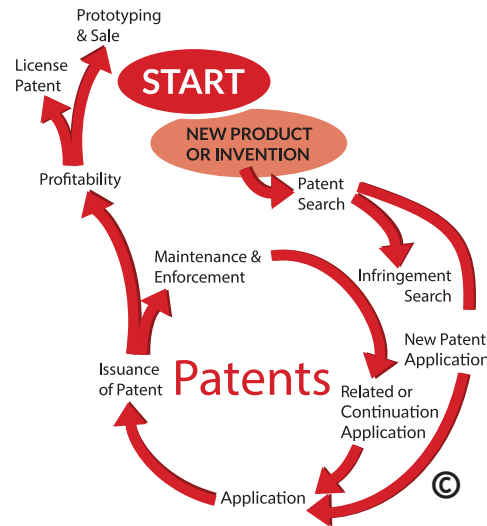 Prototyping
& Sale
License
Patent
START
NEW PRODUCT
OR INVENTION
Profitability
Patent
Search
Maintenance &
Enforcement
Infringement
Search
New Patent
Application
Issuance
of Patent
Patents
Related or
Continuation
Application
Application
©